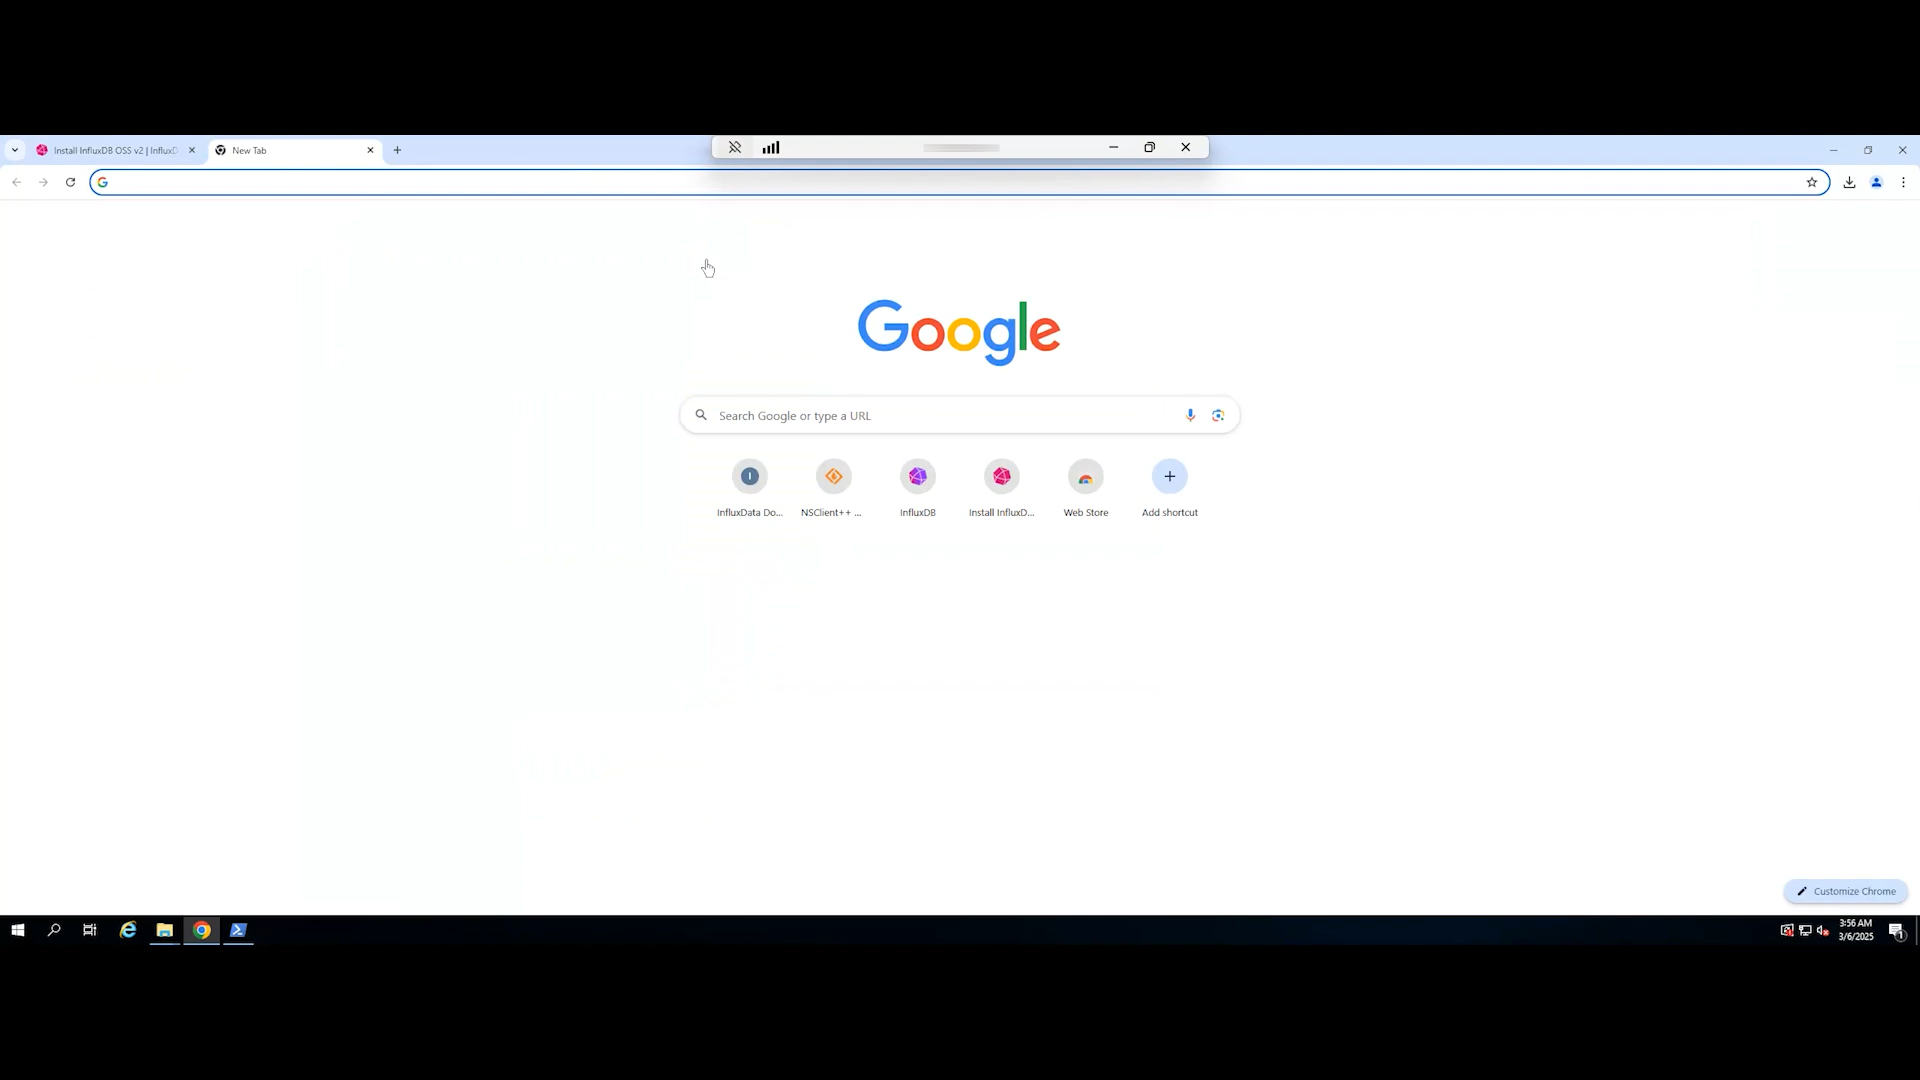 Install InfluxDB OSS v2 | InfluxD
New Tab
Google
Search Google or type a URL
I
InfluxData Do...
NSClient++ ...
InfluxDB
Install InfluxD...
Web Store
Add shortcut
Customize Chrome
3:56 AM
3/6/2025
1